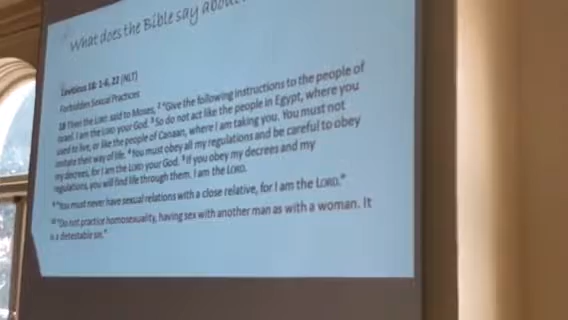 What does the Bible say about
Leviticus 18: 1-6, 22 (NLT)
Forbidden Sexual Practices
18 Then the LORD said to Moses, 2 "Give the following instructions to the people of
Israel. I am the LORD your God. 3 So do not act like the people in Egypt, where you
used to live, or like the people of Canaan, where I am taking you. You must not
imitate their way of life. 4 You must obey all my regulations and be careful to obey
my decrees, for I am the LORD your God. 5 If you obey my decrees and my
regulations, you will find life through them. I am the LORD.
6 "You must never have sexual relations with a close relative, for I am the LORD."
22 "Do not practice homosexuality, having sex with another man as with a woman. It
is a detestable sin."